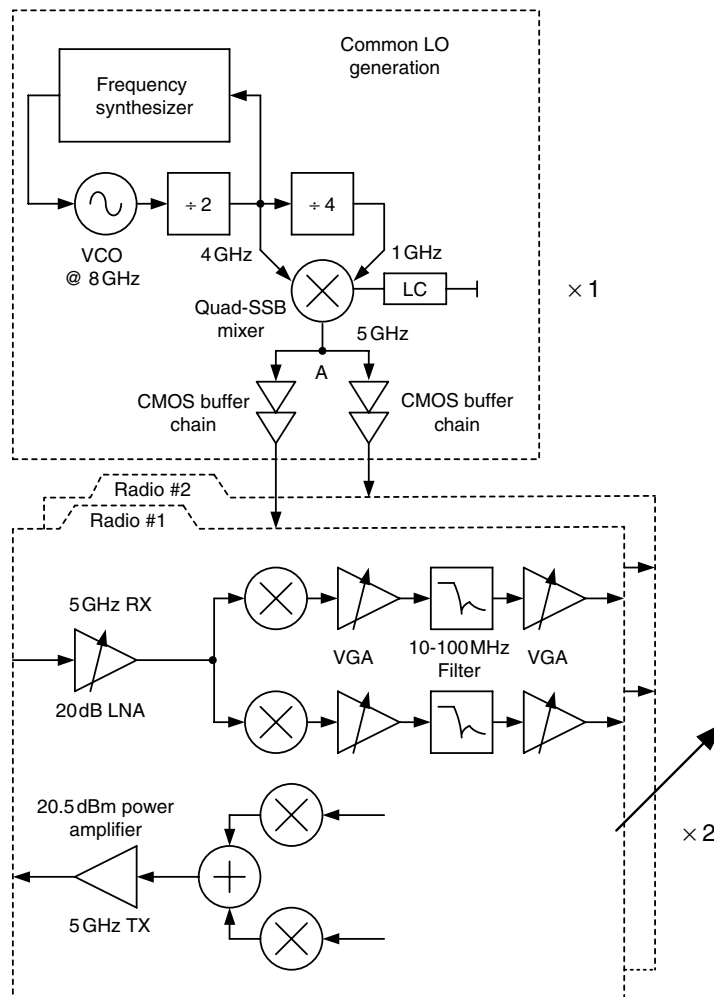 Common LO
generation
Frequency
synthesizer
÷ 2
÷ 4
VCO
@ 8 GHz
4 GHz
1 GHz
LC
Quad-SSB
mixer
5 GHz
× 1
A
CMOS buffer
chain
CMOS buffer
chain
Radio #2
Radio #1
5 GHz RX
20 dB LNA
VGA
10-100 MHz
Filter
VGA
20.5 dBm power
amplifier
5 GHz TX
× 2